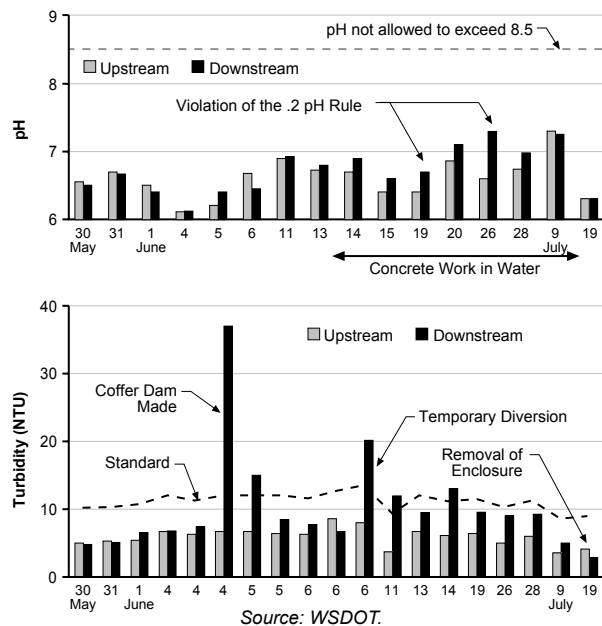 9
8
7
6
pH
pH not allowed to exceed 8.5
Upstream
Downstream
Violation of the .2 pH Rule
30 31 1 4 5 6 11 13 14 15 19 20 26 28 9 19
May June July
Concrete Work in Water
40
30
20
10
0
Turbidity (NTU)
Upstream
Downstream
Coffer Dam
Made
Standard
Temporary Diversion
Removal of
Enclosure
30 31 1 4 4 4 5 5 6 6 6 11 13 14 19 26 28 9 19
May June July
Source: WSDOT.